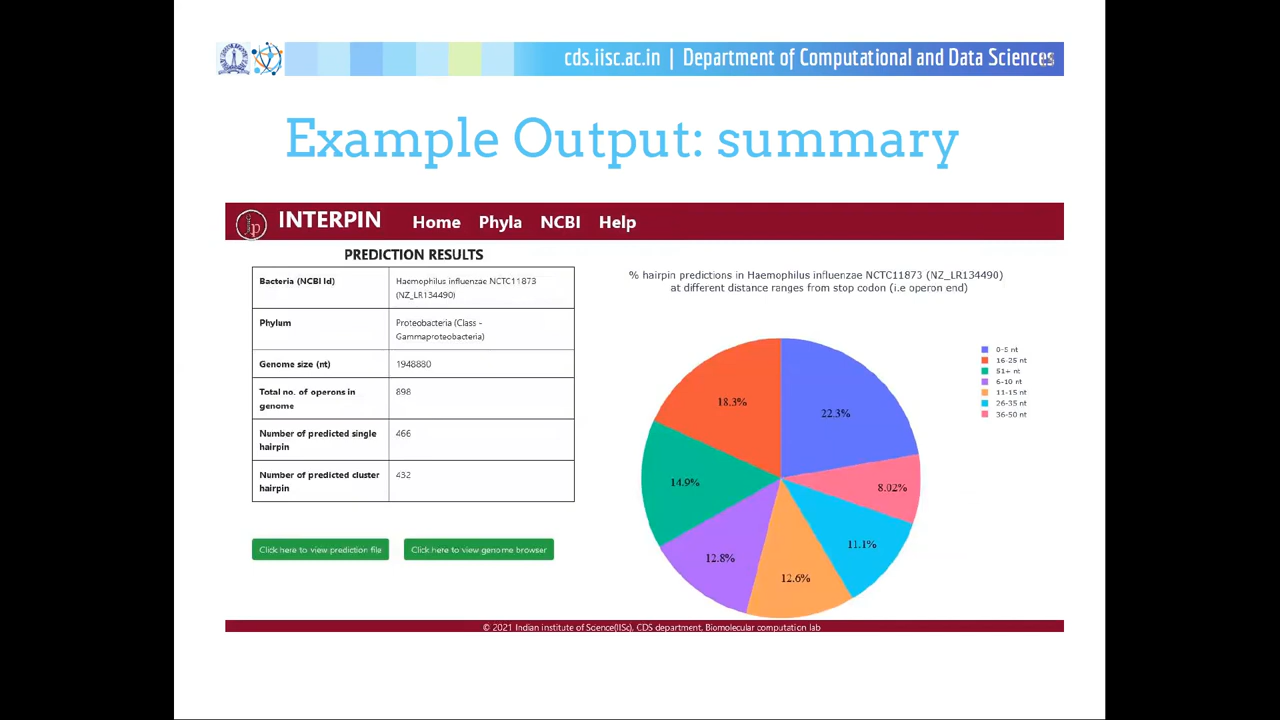 cds.iisc.ac.in | Department of Computational and Data Sciences
Example Output: summary
INTERPIN Home Phyla NCBI Help
PREDICTION RESULTS
Bacteria (NCBI Id)
Haemophilus influenzae NCTC11873
(NZ_LR134490)
Phylum
Proteobacteria (Class -
Gammaproteobacteria)
Genome size (nt)
1948880
Total no. of operons in
genome
898
Number of predicted single
hairpin
466
Number of predicted cluster
hairpin
432
Click here to view prediction file
Click here to view genome browser
% hairpin predictions in Haemophilus influenzae NCTC11873 (NZ_LR134490)
at different distance ranges from stop codon (i.e operon end)
18.3%
22.3%
14.9%
8.02%
12.8%
11.1%
12.6%
0-5 nt
16-25 nt
51+ nt
6-10 nt
11-15 nt
26-35 nt
36-50 nt
© 2021 Indian institute of Science(IISc), CDS department, Biomolecular computation lab